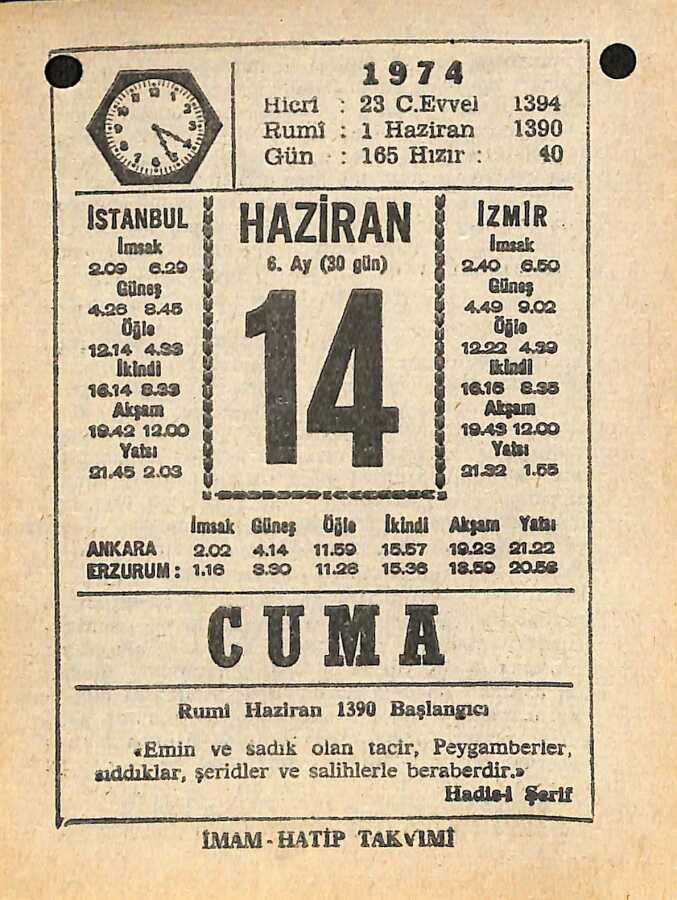 1974
Hicri : 23 C.Evvel 1394
Rumî : 1 Haziran 1390
Gün : 165 Hızır : 40
İSTANBUL
İmsak
2.09 6.29
Güneş
4.26 8.45
Öğle
12.14 4.33
İkindi
16.14 8.33
Akşam
19.42 12.00
Yatsı
21.45 2.03
HAZİRAN
6. Ay (30 gün)
14
İZMİR
İmsak
2.40 6.50
Güneş
4.49 9.02
Öğle
12.22 4.39
İkindi
16.16 8.35
Akşam
19.43 12.00
Yatsı
21.32 1.55
İmsak Güneş Öğle İkindi Akşam Yatsı
ANKARA 2.02 4.14 11.59 15.57 19.23 21.22
ERZURUM : 1.16 3.30 11.28 15.36 18.59 20.58
CUMA
Rumî Haziran 1390 Başlangıcı
«Emin ve sadık olan tacir, Peygamberler,
sıddıklar, şeridler ve salihlerle beraberdir.»
Hadis-i Şerif
İMAM - HATİP TAKVİMİ